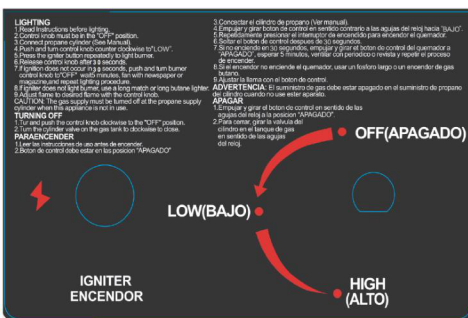 LIGHTING
1.Read Instructions before lighting.
2.Control knob must be in the "OFF" position.
3.Connect propane cylinder (See Manual).
4.Push and turn control knob couter clockwise to"LOW".
5.Press the igniter button repeatedly to light burner.
6.Release control knob after 30 seconds.
7.If ignition does not occur in 30 seconds, push and turn burner
control knob to"OFF" wait5 minutes, fan with newspaper or
magazine,and repeat lighting procedure.
8.If igniter does not light burner, use a long match or long butane lighter.
9.Adjust flame to desired flame with the control knob.
CAUTION: The gas supply must be turned off at the propane supply
cylinder when this appliance is not in use.
TURNING OFF
1.Tur and push the control knob clockwise to the "OFF" position.
2.Turn the cylinder valve on the gas tank to clockwise to close.
PARAENCENDER
1.Leer las instrucciones de uso antes de encender.
2.Boton de control debe estar en las posicion "APAGADO"
3.Conectar el cilindro de propano (Ver manual).
4.Empujar y girar boton de control en sentido contrario a las agujas del reloj hacia "BAJO".
5.Repetidamente presionar el interruptor de encendido para encender el quemador.
6.Soltar el boton de control despues de 30 segundos.
7.Si no enciende en 30 segundos, empujar y girar el boton de control del quemador a
"APAGADO", esperar 5 minutos, ventilar con periodico o revista y repetir el proceso
de encender.
8.Si el encendedor no enciende el quemador, usar un fosforo largo o un encendedor de gas
butano.
9.Ajustar la llama con el boton de control.
ADVERTENCIA: El suministro de gas debe estar apagado en el suministro de propano
del cilindro cuando no use este aparato.
APAGAR
1.Empujar y girar el boton de control en sentido de las
agujas del reloj a la posicion "APAGADO".
2.Para cerrar, girar la valvula del
cilindro en el tanque de gas
en sentido de las agujas
del reloj.
OFF(APAGADO)
LOW(BAJO)
HIGH
(ALTO)
IGNITER
ENCENDOR